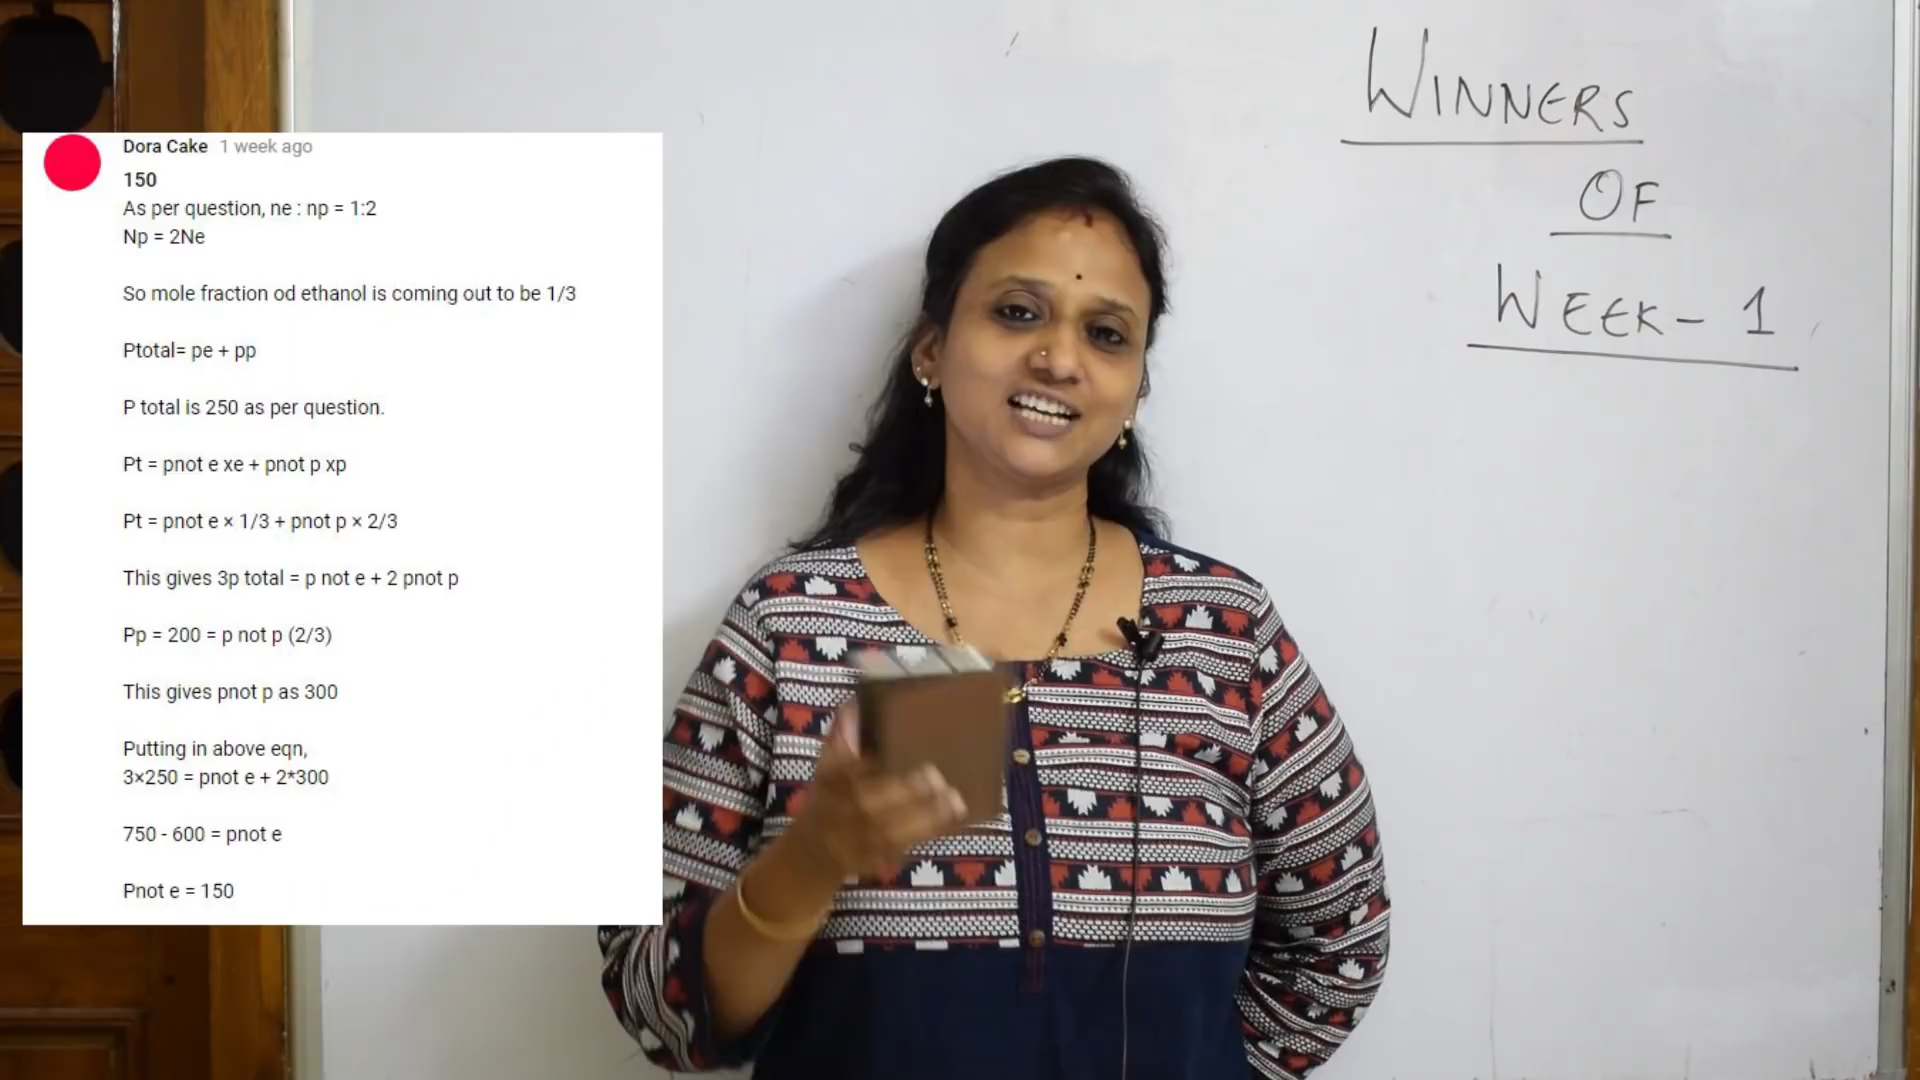 Dora Cake 1 week ago
150
As per question, ne : np = 1:2
Np = 2Ne
So mole fraction od ethanol is coming out to be 1/3
Ptotal= pe + pp
P total is 250 as per question.
Pt = pnot e xe + pnot p xp
Pt = pnot e × 1/3 + pnot p × 2/3
This gives 3p total = p not e + 2 pnot p
Pp = 200 = p not p (2/3)
This gives pnot p as 300
Putting in above eqn,
3×250 = pnot e + 2*300
750 - 600 = pnot e
Pnot e = 150
WINNERS
OF
WEEK - 1